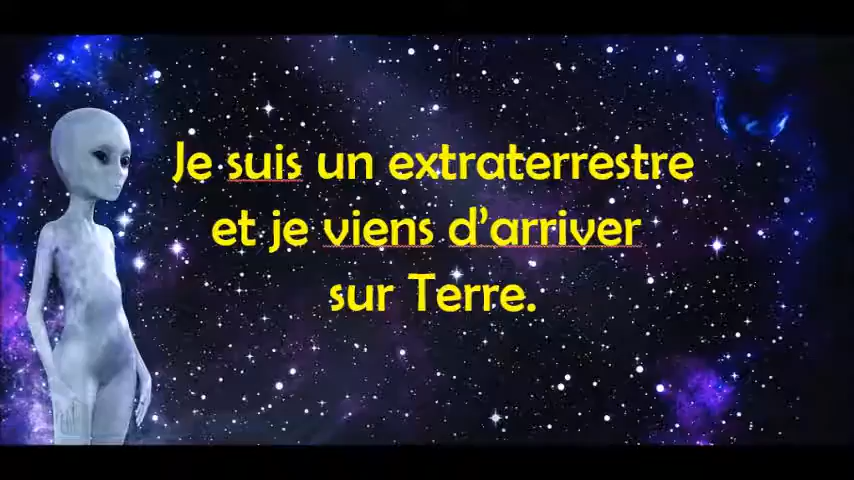 Je suis un extraterrestre
et je viens d’arriver
sur Terre.